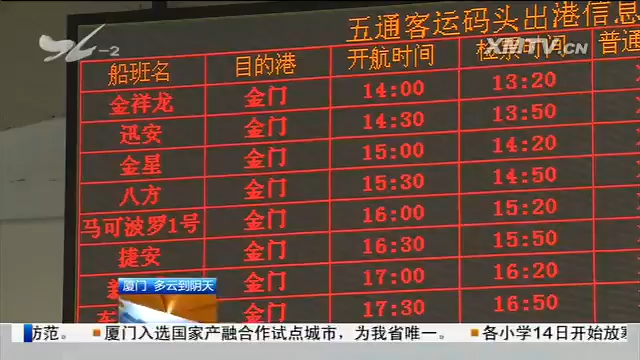 -2
五通客运码头出港信息
XMTV.CN
船班名 目的港 开航时间 检票时间 普通
金祥龙 金门 14:00 13:20
迅安 金门 14:30 13:50
金星 金门 15:00 14:20
八方 金门 15:30 14:50
马可波罗1号 金门 16:00 15:20
捷安 金门 16:30 15:50
金门 17:00 16:20
金门 17:30 16:50
厦门 多云到阴天
防范。 ■厦门入选国家产融合作试点城市，为我省唯一。 ■各小学14日开始放寒